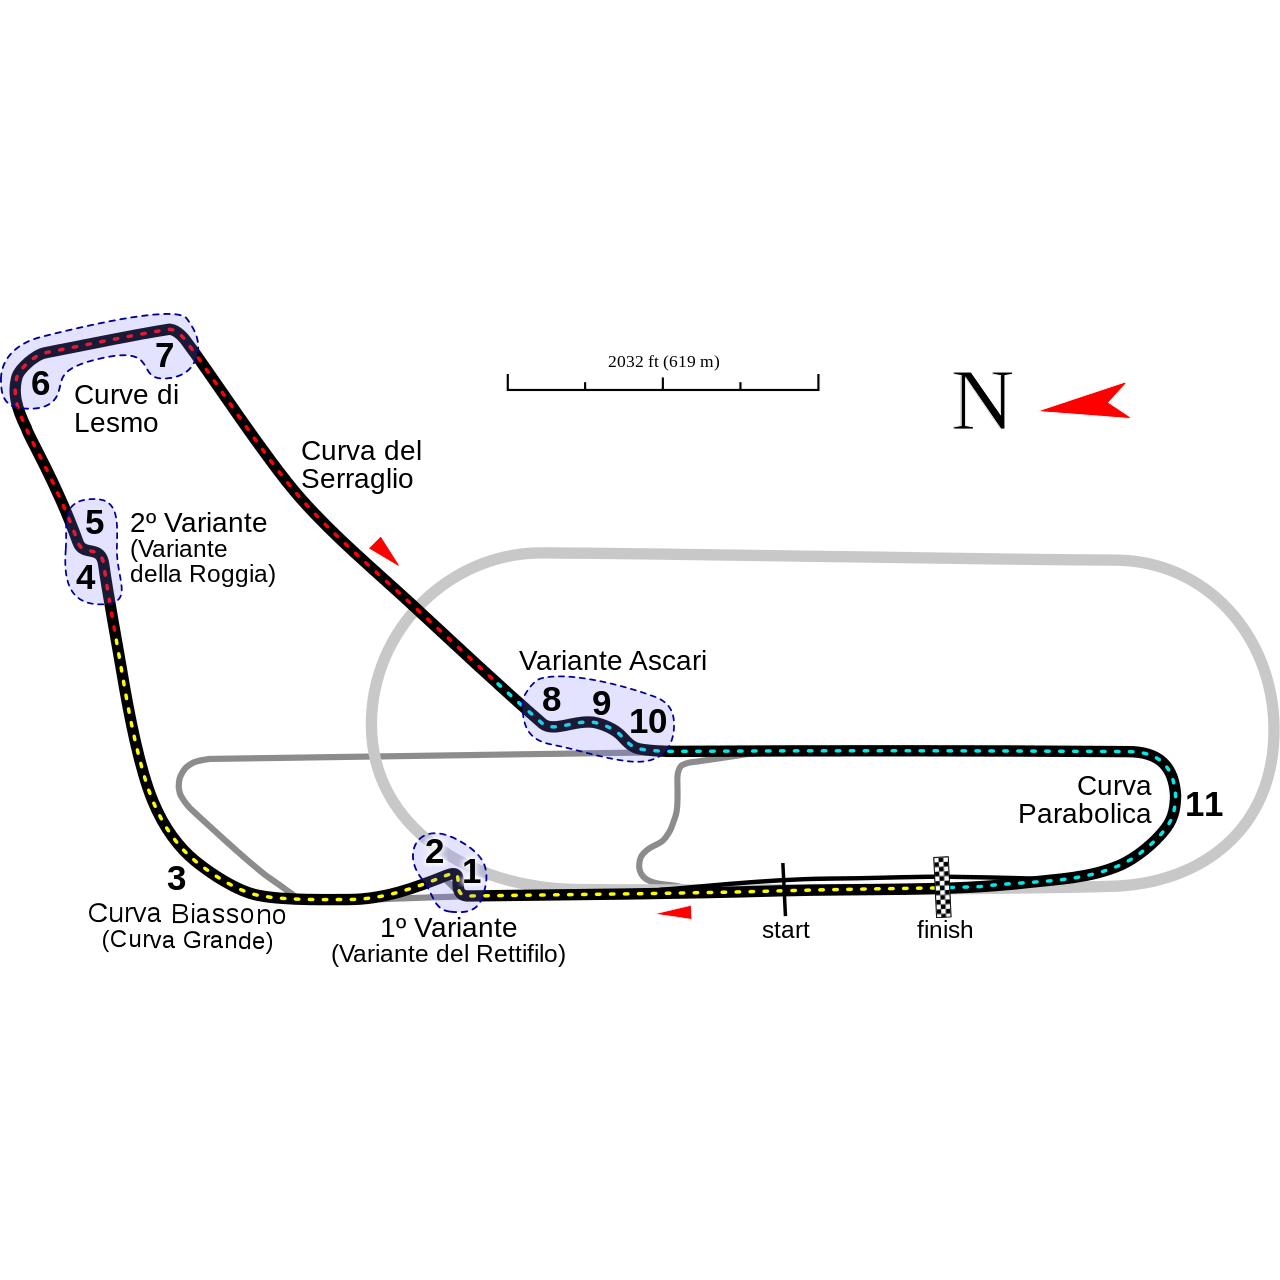 2032 ft (619 m)
N
7
6
Curve di
Lesmo
Curva del
Serraglio
5
4
2º Variante
(Variante
della Roggia)
Variante Ascari
8
9
10
Curva
Parabolica
11
2
1
3
Curva Biassono
(Curva Grande)
1º Variante
(Variante del Rettifilo)
start
finish